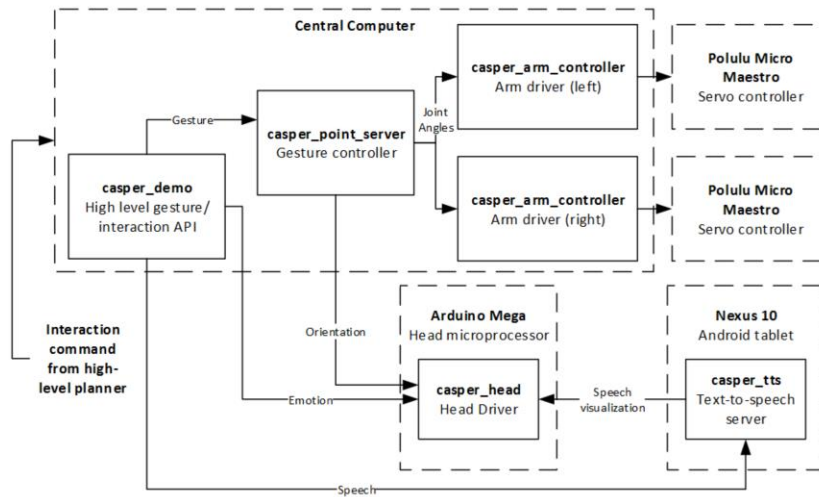 Central Computer
casper_arm_controller
Arm driver (left)
Polulu Micro
Maestro
Servo controller
Gesture
casper_point_server
Gesture controller
Joint
Angles
casper_demo
High level gesture/
interaction API
casper_arm_controller
Arm driver (right)
Polulu Micro
Maestro
Servo controller
Interaction
command
from high-
level planner
Orientation
Arduino Mega
Head microprocessor
Nexus 10
Android tablet
Emotion
casper_head
Head Driver
Speech
visualization
casper_tts
Text-to-speech
server
Speech